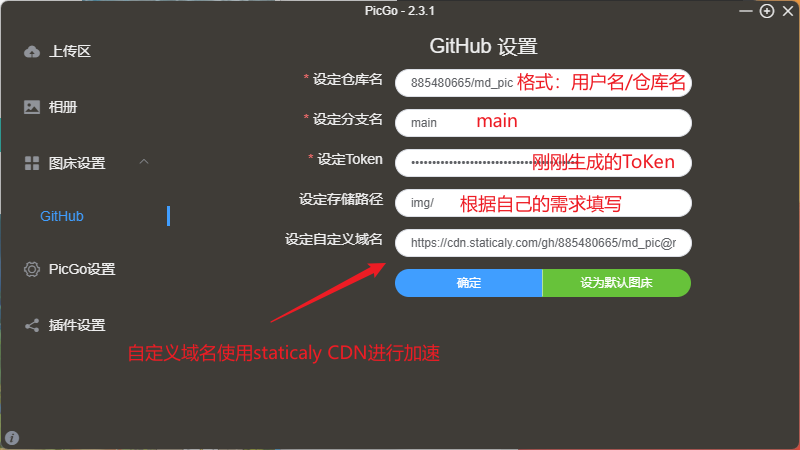 PicGo - 2.3.1
上传区
相册
图床设置
GitHub
PicGo设置
插件设置
GitHub 设置
* 设定仓库名 885480665/md_pic 格式：用户名/仓库名
* 设定分支名 main main
* 设定Token 刚刚生成的ToKen
设定存储路径 img/ 根据自己的需求填写
设定自定义域名 https://cdn.staticaly.com/gh/885480665/md_pic@r
确定 设为默认图床
自定义域名使用staticaly CDN进行加速